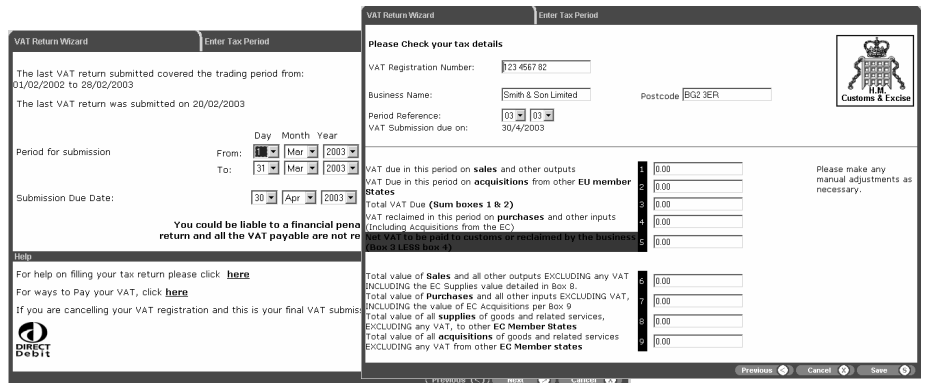 VAT Return Wizard
Enter Tax Period
The last VAT return submitted covered the trading period from:
01/02/2002 to 28/02/2003
The last VAT return was submitted on 20/02/2003
Day Month Year
Period for submission
From: 1 Mar 2003
To: 31 Mar 2003
Submission Due Date: 30 Apr 2003
You could be liable to a financial pena
return and all the VAT payable are not re
Help
For help on filling your tax return please click here
For ways to Pay your VAT, click here
If you are cancelling your VAT registration and this is your final VAT submis
DIRECT
Debit
(Previous (<) Next Cancel (X)
VAT Return Wizard
Enter Tax Period
Please Check your tax details
H.M.
Customs & Excise
VAT Registration Number: 123 4567 82
Business Name: Smith & Son Limited Postcode BG2 3ER
Period Reference: 03 03
VAT Submission due on: 30/4/2003
VAT due in this period on sales and other outputs 1 0.00
Please make any
manual adjustments as
necessary.
VAT Due in this period on acquisitions from other EU member
States 2 0.00
Total VAT Due (Sum boxes 1 & 2) 3 0.00
VAT reclaimed in this period on purchases and other inputs
(Including Acquisitions from the EC) 4 0.00
Net VAT to be paid to customs or reclaimed by the business
(Box 3 LESS box 4) 5 0.00
Total value of Sales and all other outputs EXCLUDING any VAT
INCLUDING the EC Supplies value detailed in Box 8. 6 0.00
Total value of Purchases and all other inputs EXCLUDING VAT,
INCLUDING the value of EC Acquisitions per Box 9 7 0.00
Total value of all supplies of goods and related services,
EXCLUDING any VAT, to other EC Member States 8 0.00
Total value of all acquisitions of goods and related services
EXCLUDING any VAT from other EC Member states 9 0.00
Previous < Cancel X Save S